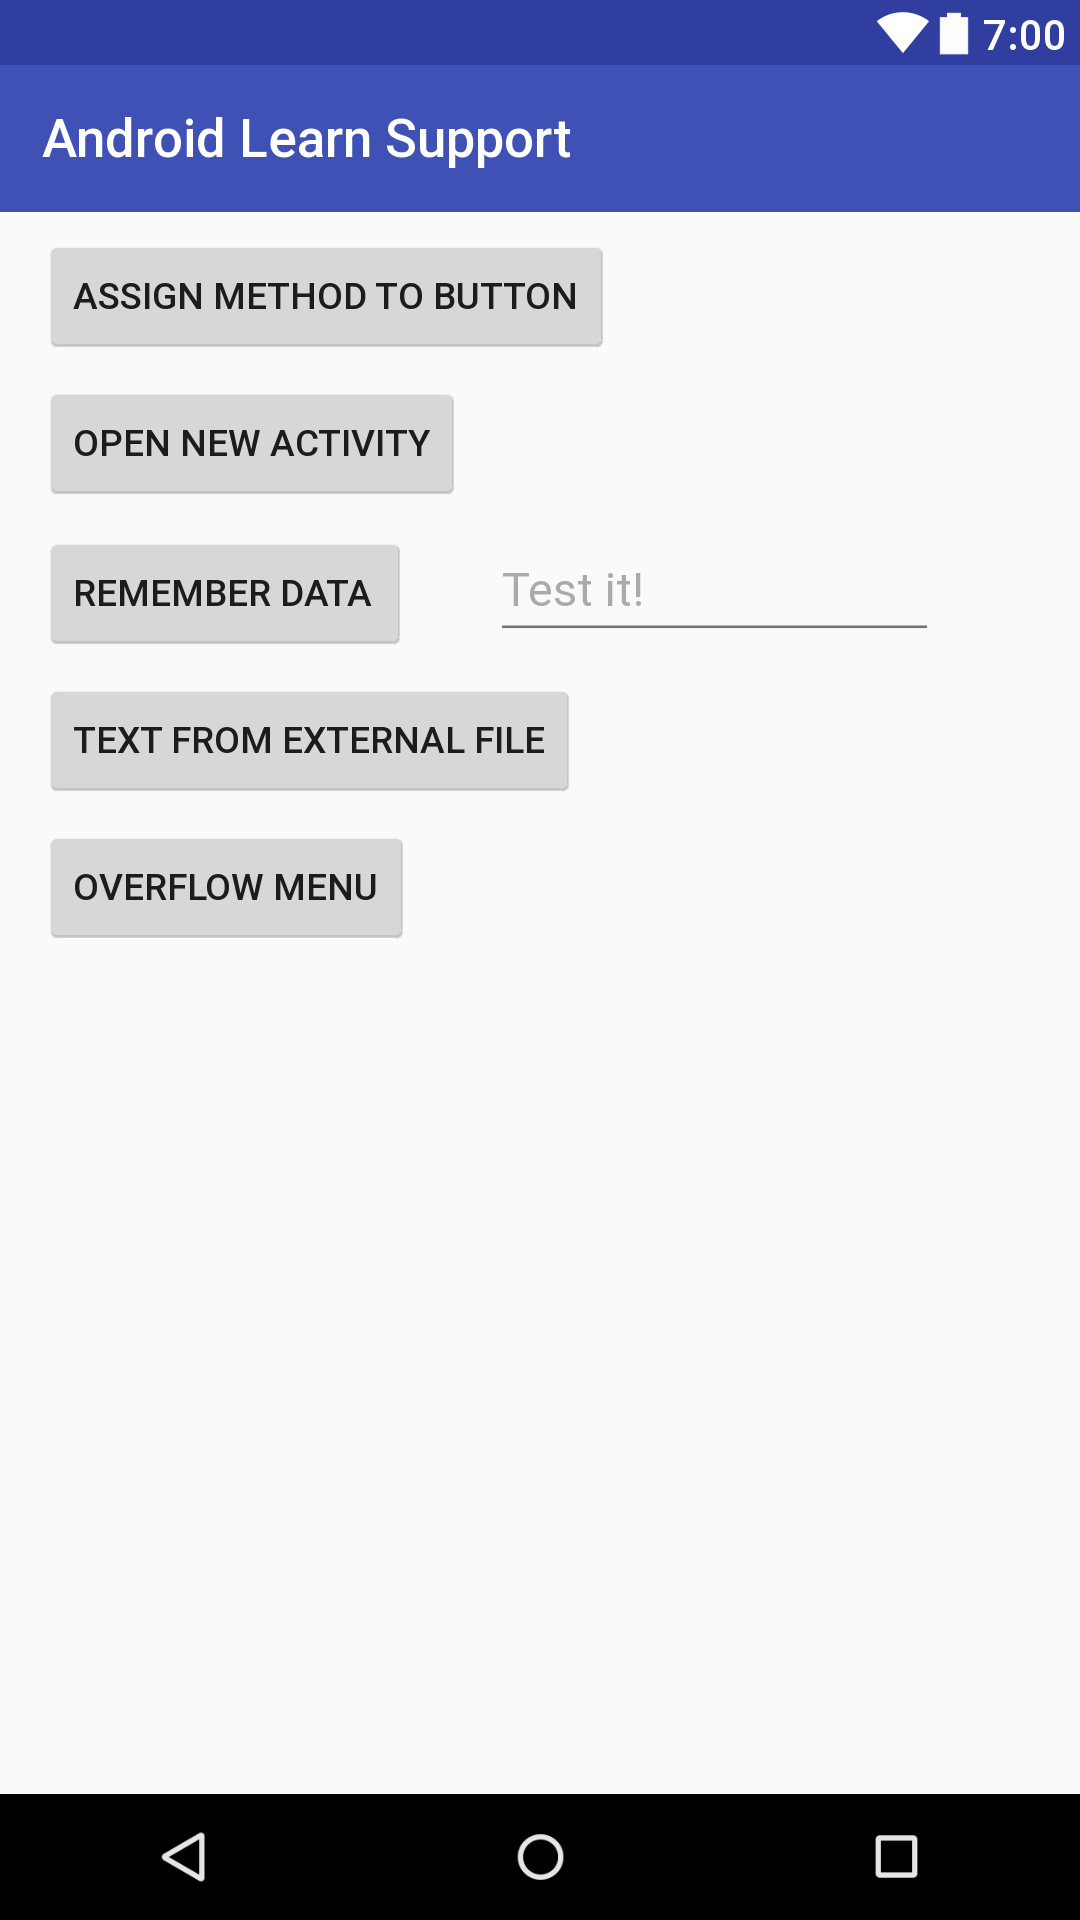 7:00
Android Learn Support
ASSIGN METHOD TO BUTTON
OPEN NEW ACTIVITY
REMEMBER DATA Test it!
TEXT FROM EXTERNAL FILE
OVERFLOW MENU